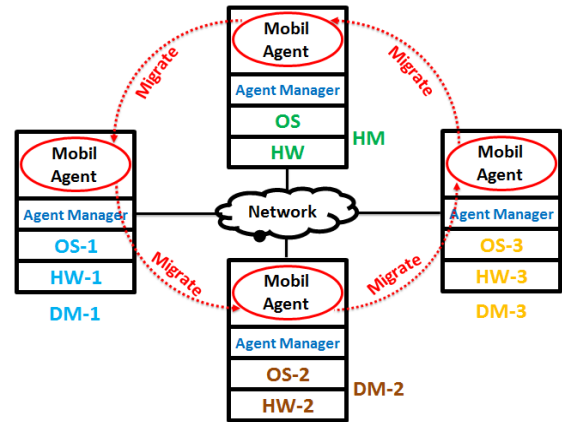 Mobil
Agent
Agent Manager
OS
HW
HM
Migrate
Migrate
Mobil
Agent
Agent Manager
OS-1
HW-1
DM-1
Network
Mobil
Agent
Agent Manager
OS-3
HW-3
DM-3
Migrate
Migrate
Mobil
Agent
Agent Manager
OS-2
HW-2
DM-2